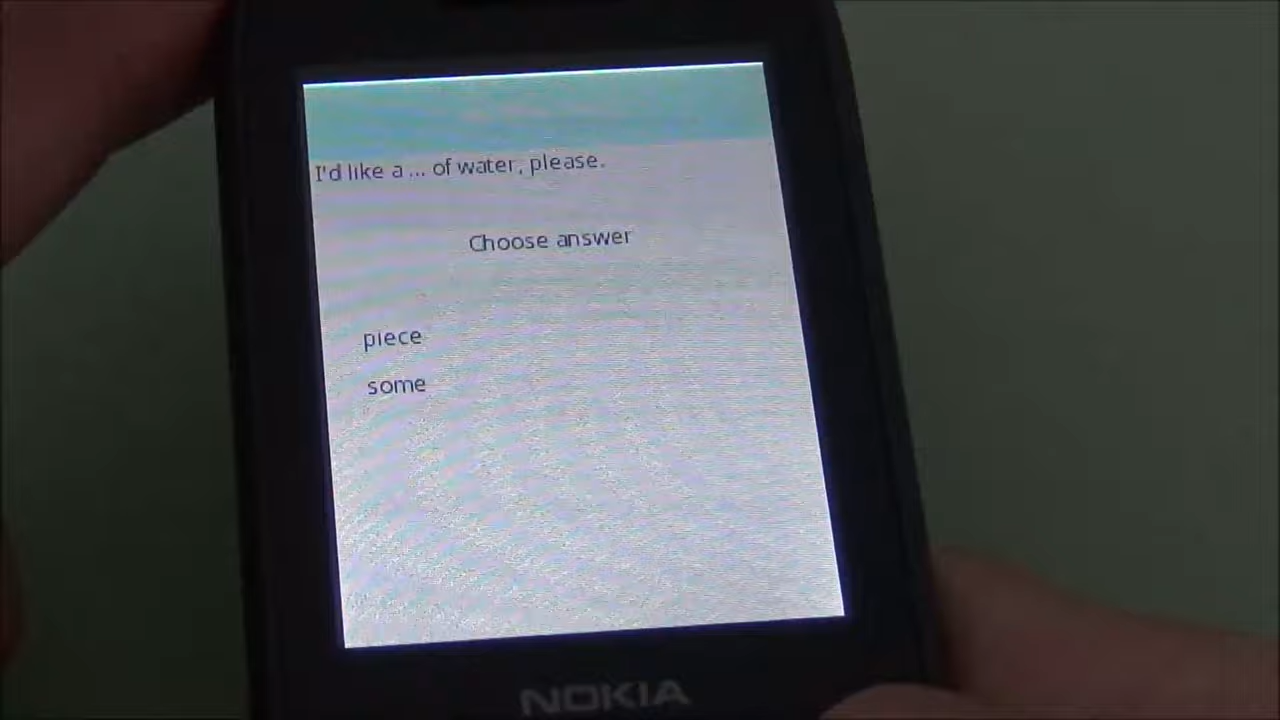 I'd like a ... of water, please.
Choose answer
piece
some
NOKIA